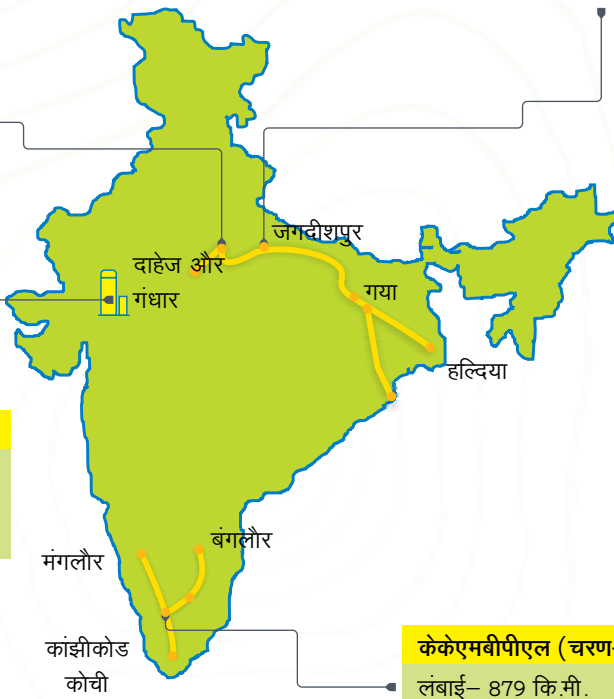 जगदीशपुर
दाहेज और
गंधार
गया
हल्दिया
बंगलौर
मंगलौर
कांझीकोड
कोची
केकेएमबीपीएल (चरण-
लंबाई– 879 कि.मी.